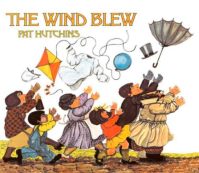 THE WIND BLEW
PAT HUTCHINS